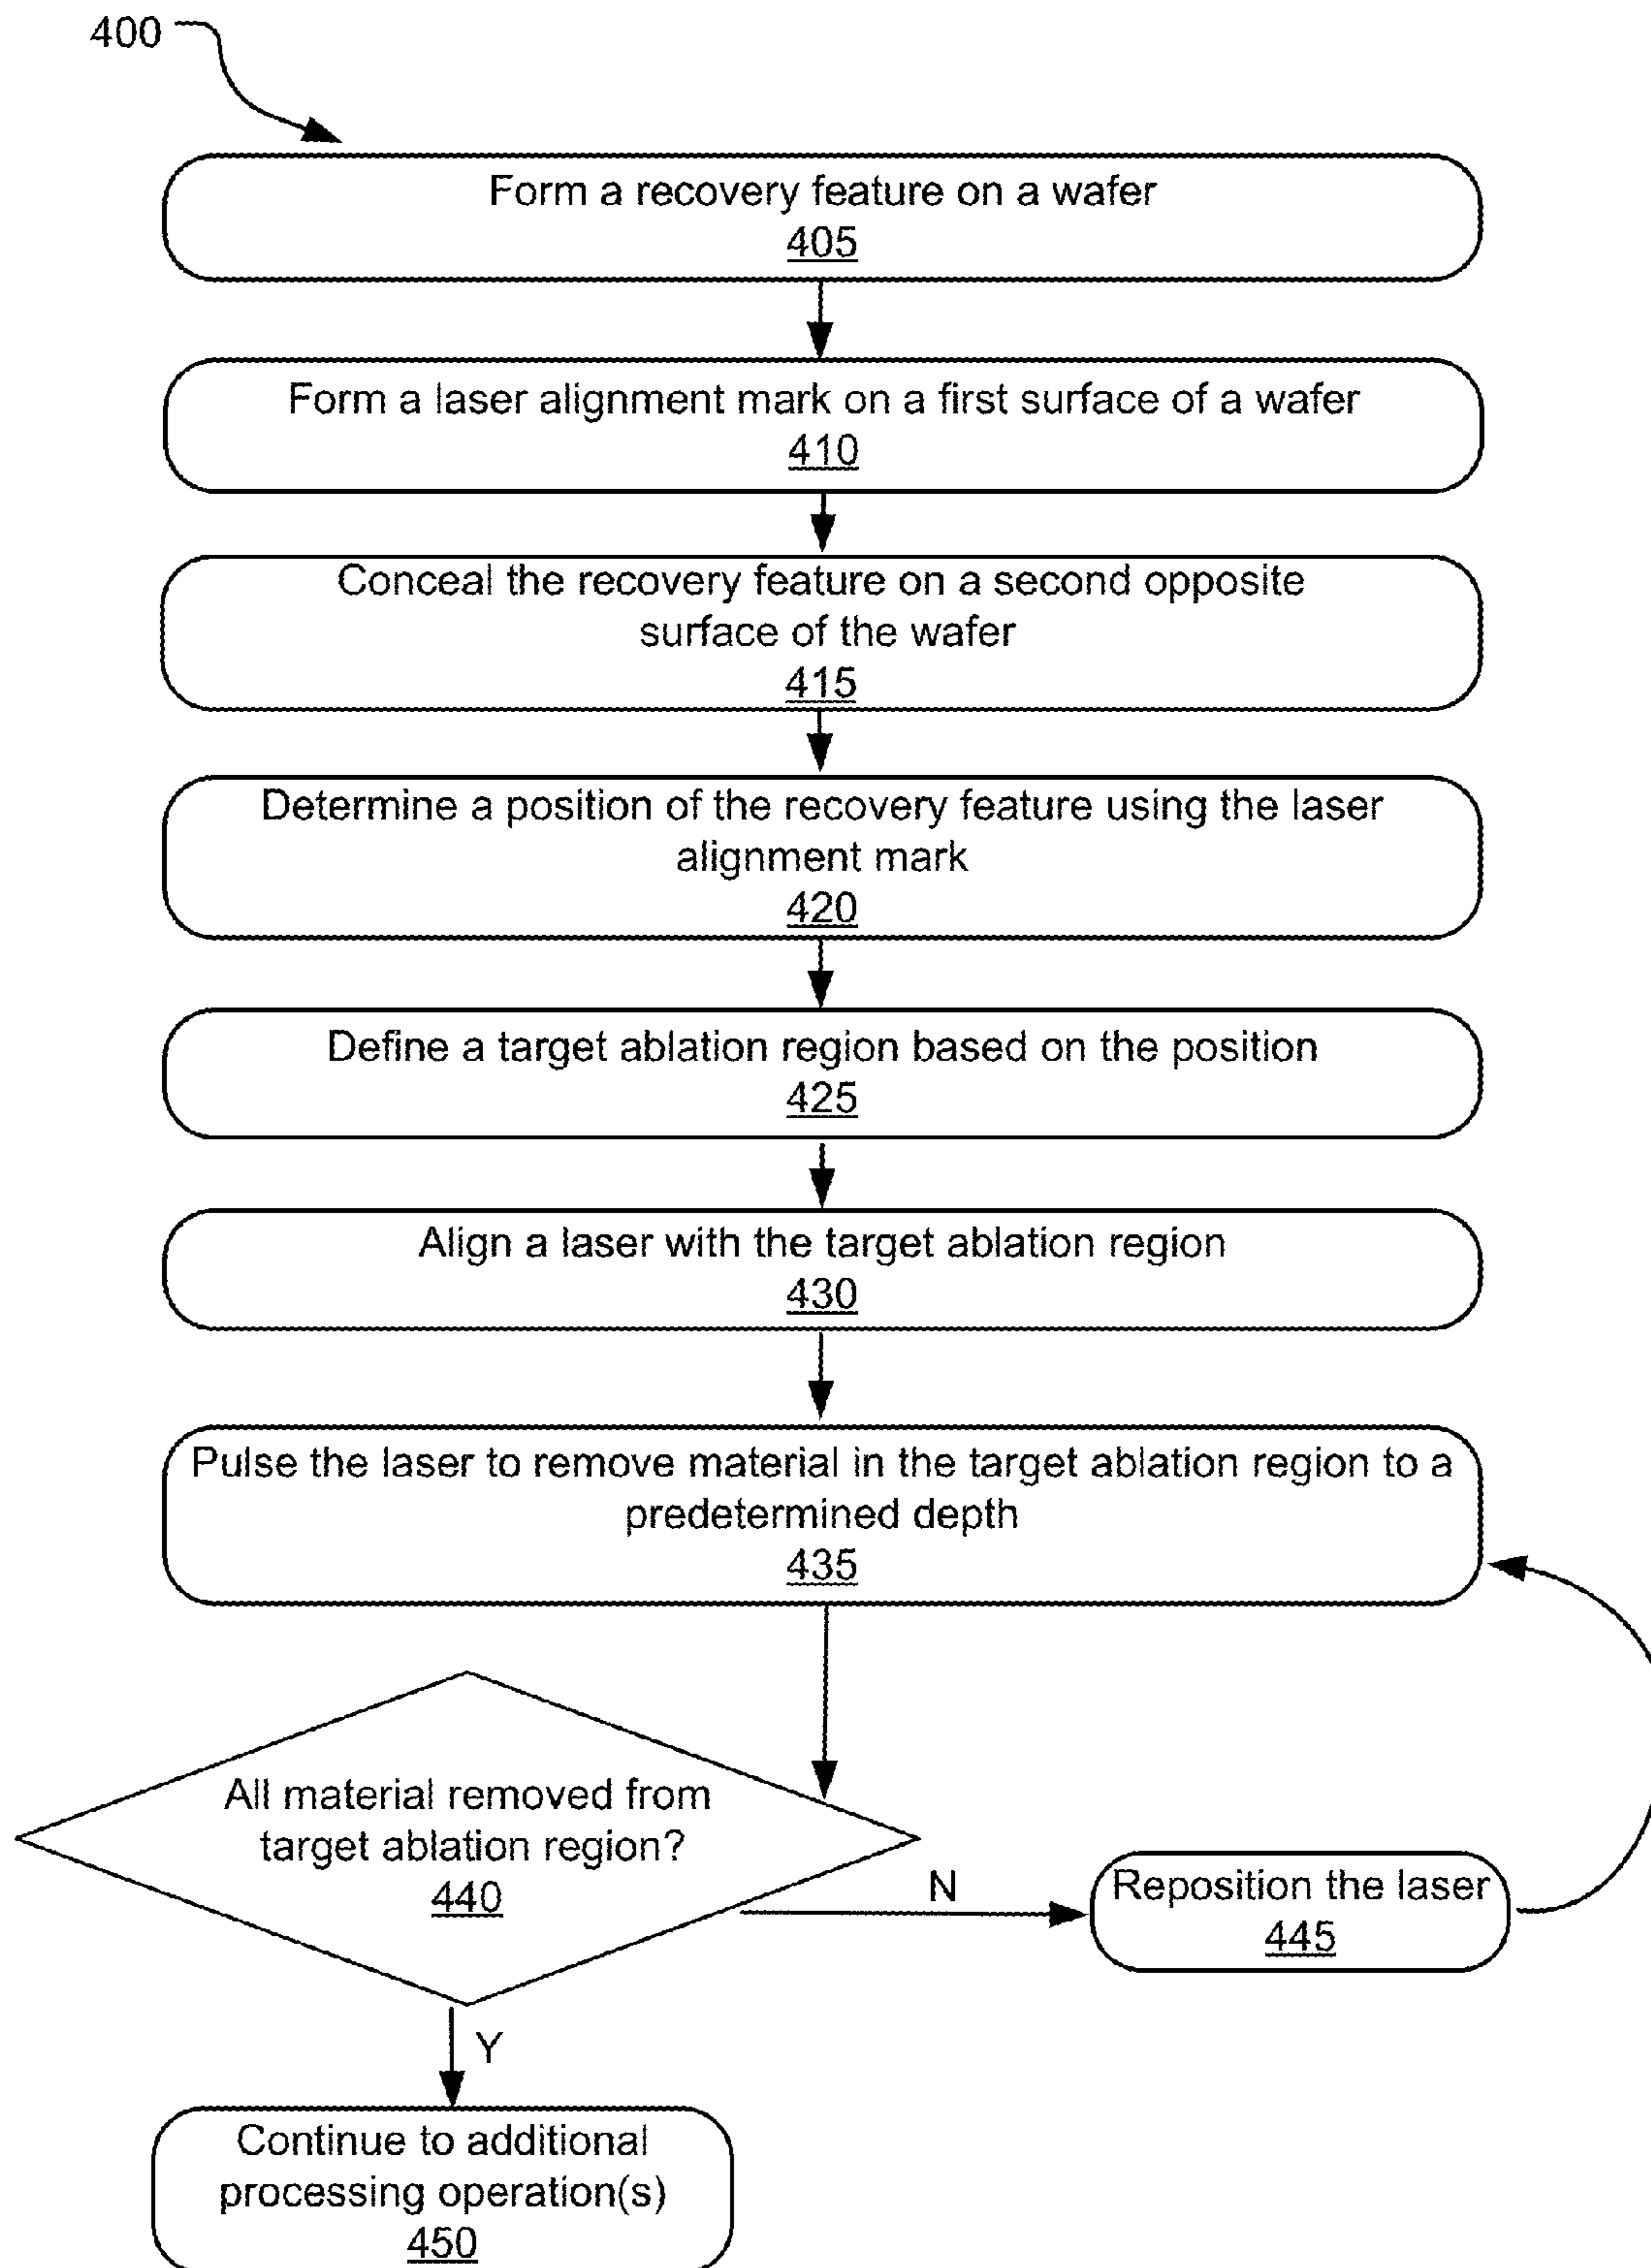 400
Form a recovery feature on a wafer
405
Form a laser alignment mark on a first surface of a wafer
410
Conceal the recovery feature on a second opposite
surface of the wafer
415
Determine a position of the recovery feature using the laser
alignment mark
420
Define a target ablation region based on the position
425
Align a laser with the target ablation region
430
Pulse the laser to remove material in the target ablation region to a
predetermined depth
435
All material removed from
target ablation region?
440
N
Reposition the laser
445
Y
Continue to additional
processing operation(s)
450